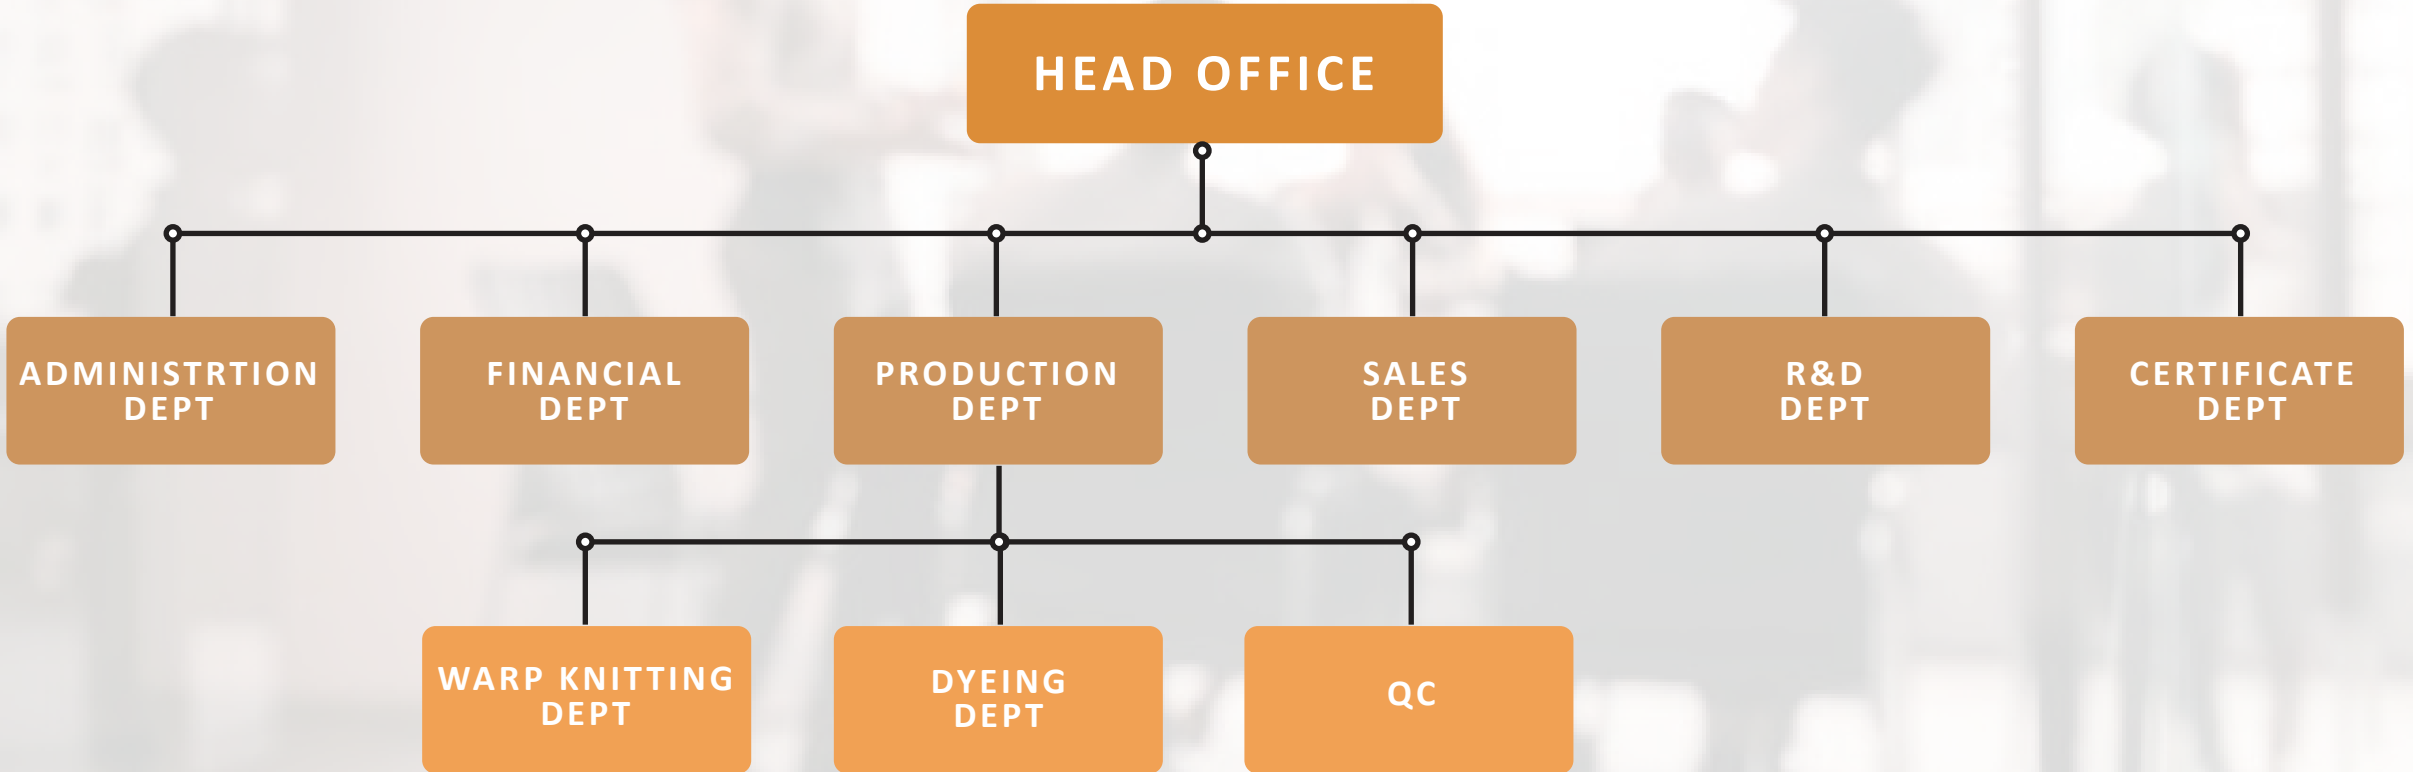 HEAD OFFICE
ADMINISTRTION
DEPT
FINANCIAL
DEPT
PRODUCTION
DEPT
SALES
DEPT
R&D
DEPT
CERTIFICATE
DEPT
WARP KNITTING
DEPT
DYEING
DEPT
QC